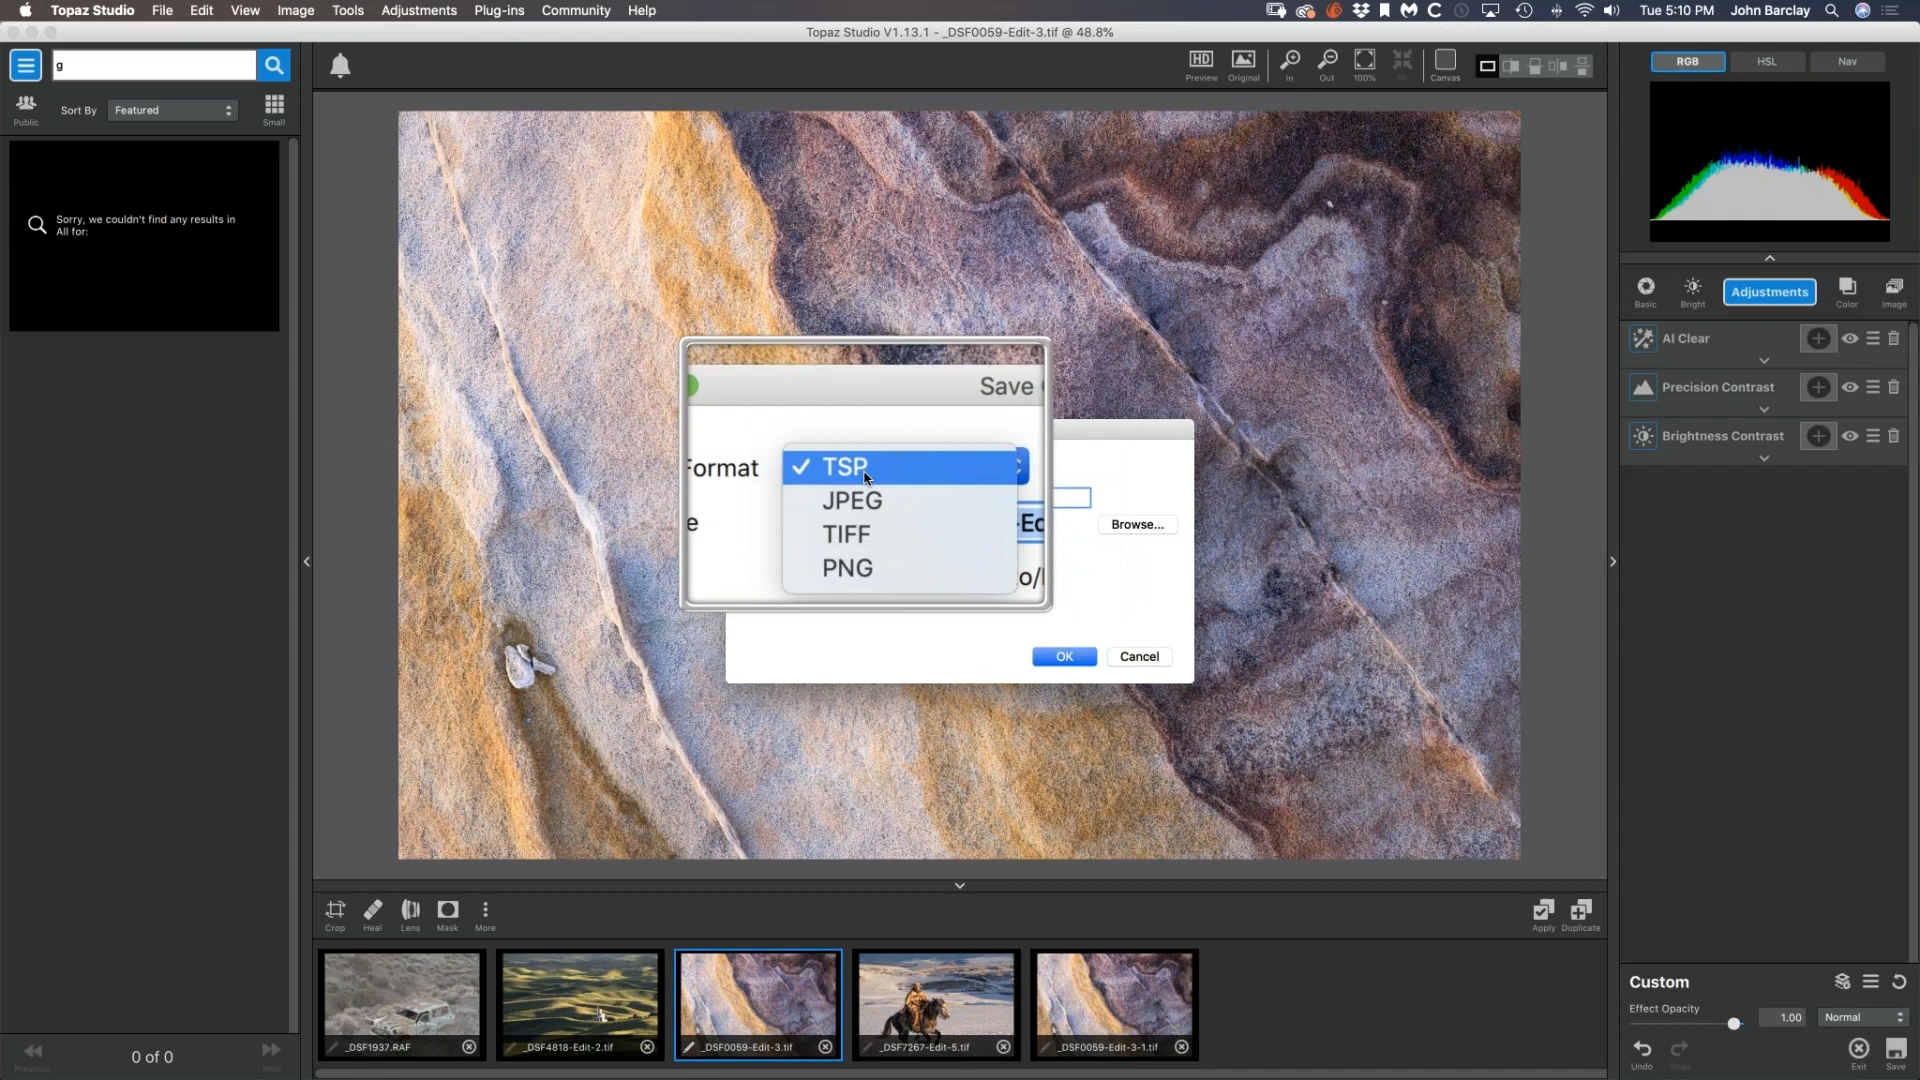 Topaz Studio File Edit View Image Tools Adjustments Plug-ins Community Help
Tue 5:10 PM John Barclay
Topaz Studio V1.13.1 - _DSF0059-Edit-3.tif @ 48.8%
g
Public
Sort By Featured
Small
Sorry, we couldn't find any results in
All for:
HD
Preview Original In Out 100% Fit Canvas
RGB HSL Nav
Basic Bright Adjustments Color Image
AI Clear
Precision Contrast
Brightness Contrast
Save
Format
TSP
JPEG
TIFF
PNG
-Ed
e
Browse...
OK Cancel
Crop Heal Lens Mask More
Apply Duplicate
_DSF1937.RAF
_DSF4818-Edit-2.tif
_DSF0059-Edit-3.tif
_DSF7267-Edit-5.tif
_DSF0059-Edit-3-1.tif
Previous 0 of 0 Next
Custom
Effect Opacity 1.00 Normal
Undo Redo Exit Save